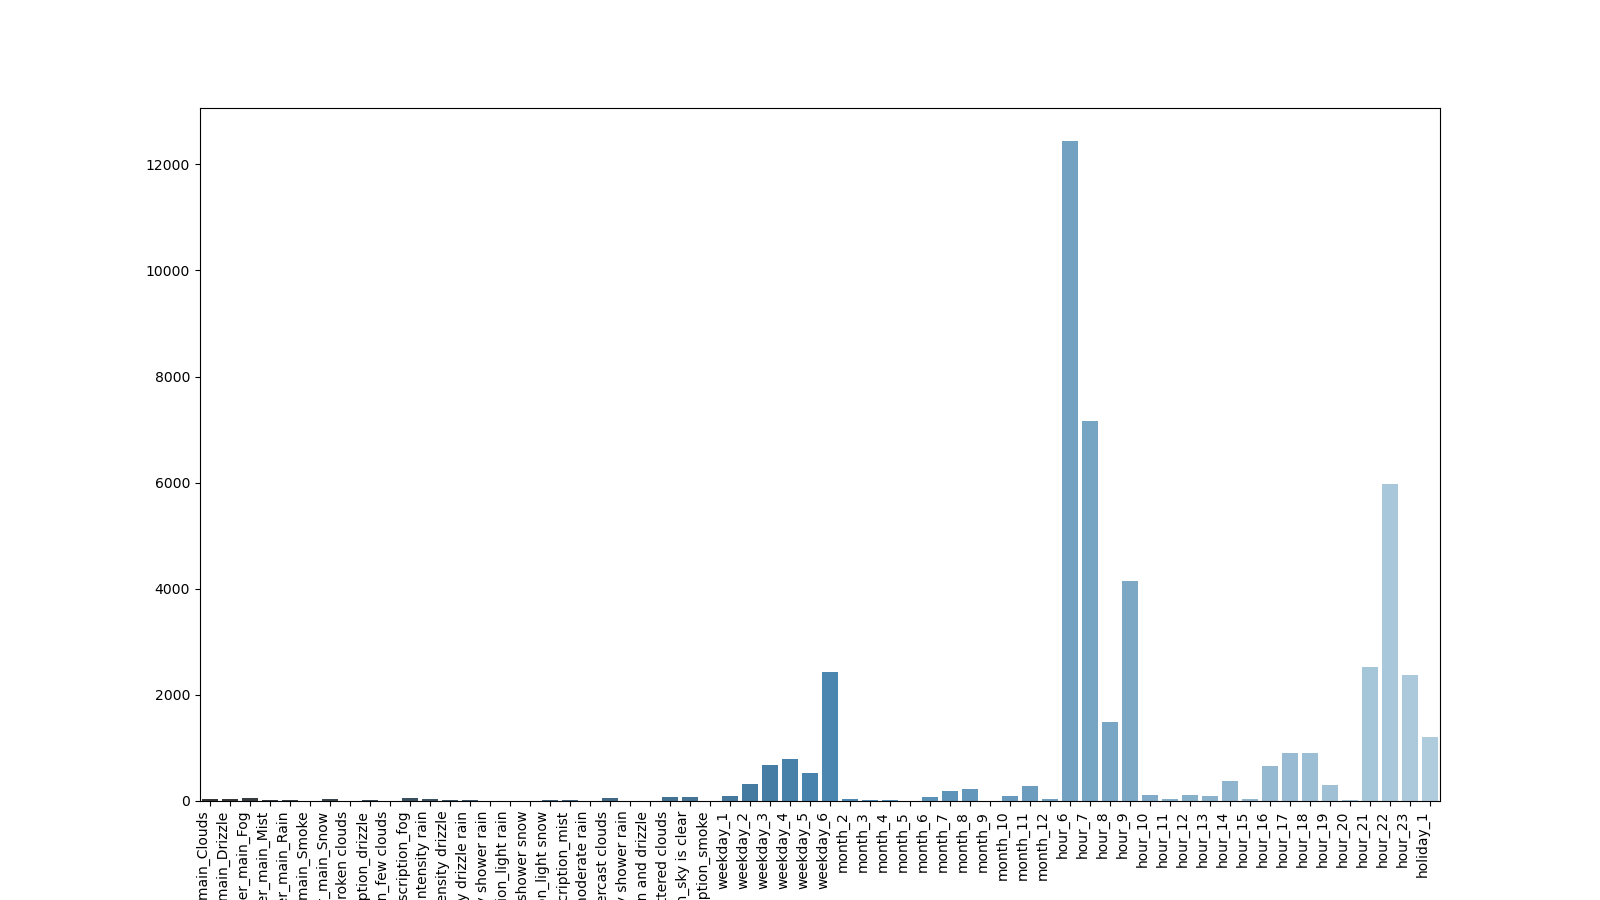 12000
10000
8000
6000
4000
2000
0
main_Clouds
main_Drizzle
er_main_Fog
er_main_Mist
er_main_Rain
main_Smoke
r_main_Snow
roken clouds
ption_drizzle
n_few clouds
scription_fog
ntensity rain
ensity drizzle
y drizzle rain
y shower rain
ion_light rain
shower snow
on_light snow
cription_mist
noderate rain
ercast clouds
y shower rain
n and drizzle
ttered clouds
n_sky is clear
ption_smoke
weekday_1
weekday_2
weekday_3
weekday_4
weekday_5
weekday_6
month_2
month_3
month_4
month_5
month_6
month_7
month_8
month_9
month_10
month_11
month_12
hour_6
hour_7
hour_8
hour_9
hour_10
hour_11
hour_12
hour_13
hour_14
hour_15
hour_16
hour_17
hour_18
hour_19
hour_20
hour_21
hour_22
hour_23
holiday_1